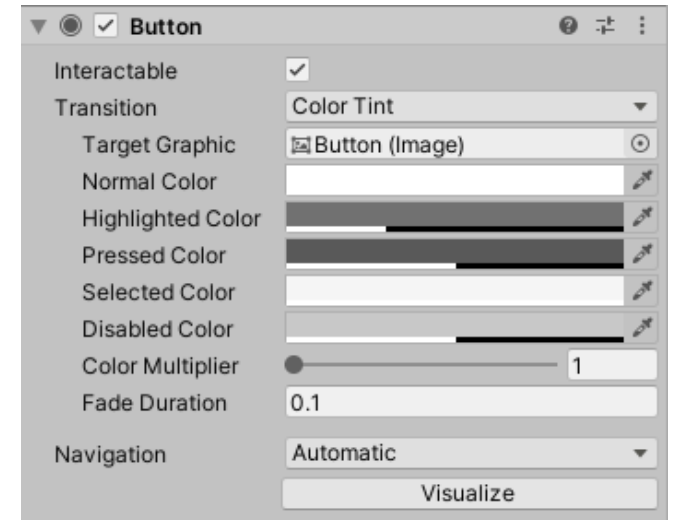 Button
Interactable
Transition Color Tint
Target Graphic Button (Image)
Normal Color
Highlighted Color
Pressed Color
Selected Color
Disabled Color
Color Multiplier 1
Fade Duration 0.1
Navigation Automatic
Visualize